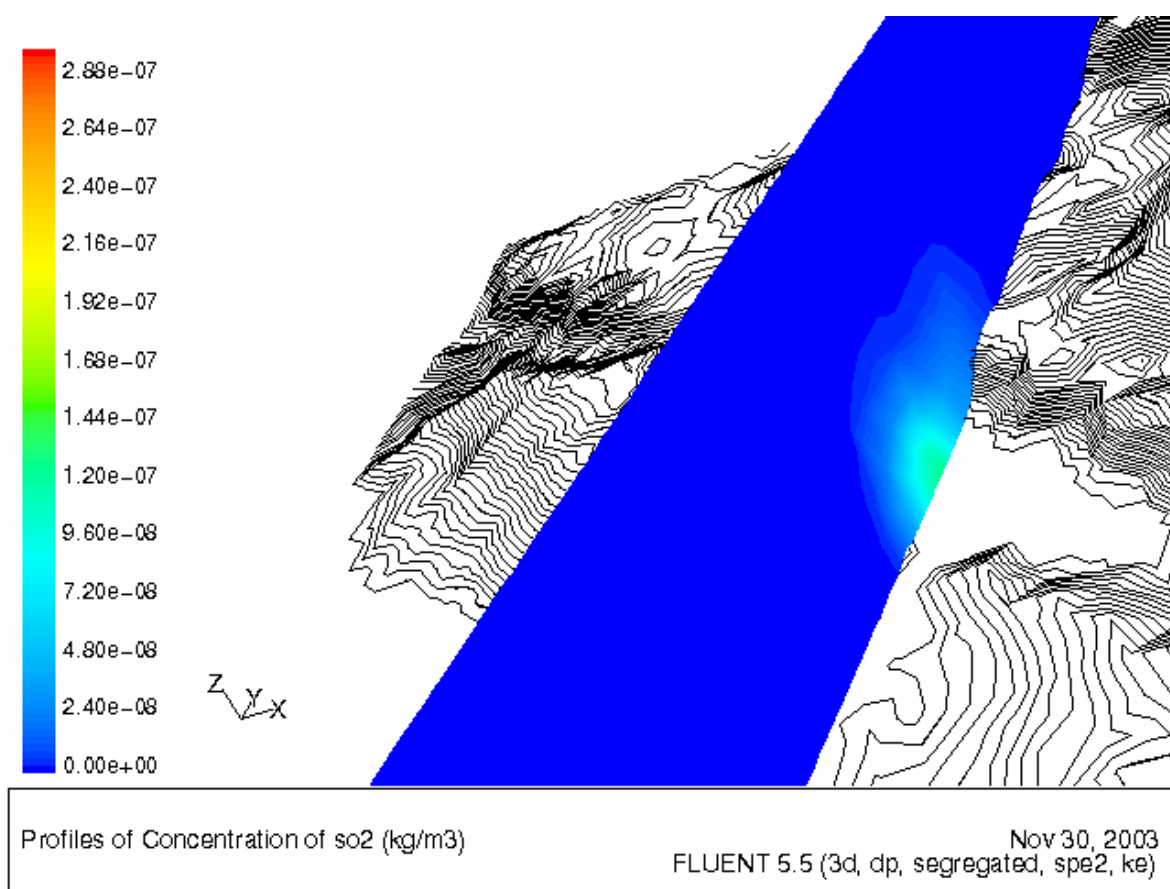 2.88e-07
2.64e-07
2.40e-07
2.16e-07
1.92e-07
1.68e-07
1.44e-07
1.20e-07
9.60e-08
7.20e-08
4.80e-08
2.40e-08
0.00e+00
Z Y X
Profiles of Concentration of so2 (kg/m3)
Nov 30, 2003
FLUENT 5.5 (3d, dp, segregated, spe2, ke)